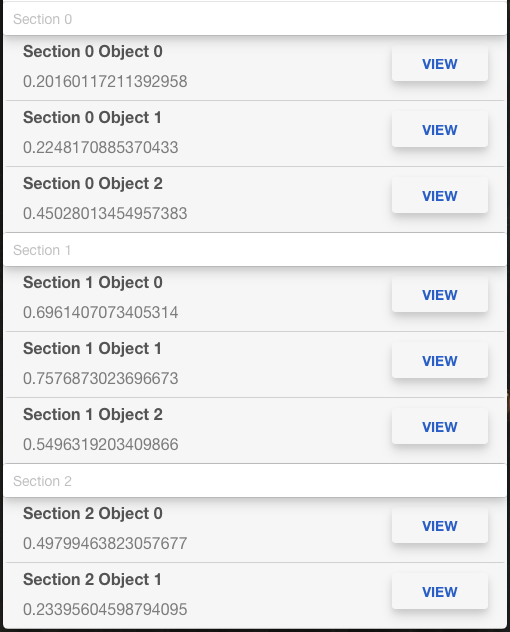 Section 0
Section 0 Object 0
0.20160117211392958
VIEW
Section 0 Object 1
0.2248170885370433
VIEW
Section 0 Object 2
0.45028013454957383
VIEW
Section 1
Section 1 Object 0
0.6961407073405314
VIEW
Section 1 Object 1
0.7576873023696673
VIEW
Section 1 Object 2
0.5496319203409866
VIEW
Section 2
Section 2 Object 0
0.49799463823057677
VIEW
Section 2 Object 1
0.23395604598794095
VIEW